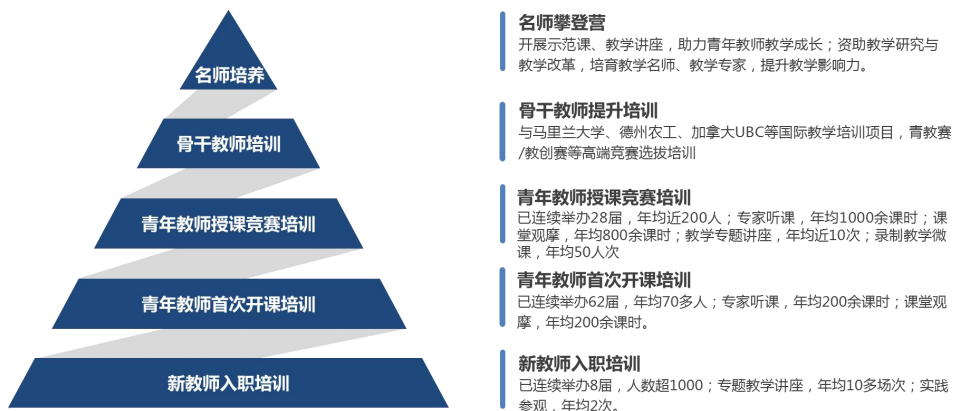 名师培养
骨干教师培训
青年教师授课竞赛培训
青年教师首次开课培训
新教师入职培训
名师攀登营
开展示范课、教学讲座，助力青年教师教学成长；资助教学研究与
教学改革，培育教学名师、教学专家，提升教学影响力。
骨干教师提升培训
与马里兰大学、德州农工、加拿大UBC等国际教学培训项目，青教赛
/教创赛等高端竞赛选拔培训
青年教师授课竞赛培训
已连续举办28届，年均近200人；专家听课，年均1000余课时；课
堂观摩，年均800余课时；教学专题讲座，年均近10次；录制教学微
课，年均50人次
青年教师首次开课培训
已连续举办62届，年均70多人；专家听课，年均200余课时；课堂观
摩，年均200余课时。
新教师入职培训
已连续举办8届，人数超1000；专题教学讲座，年均10多场次；实践
参观，年均2次。